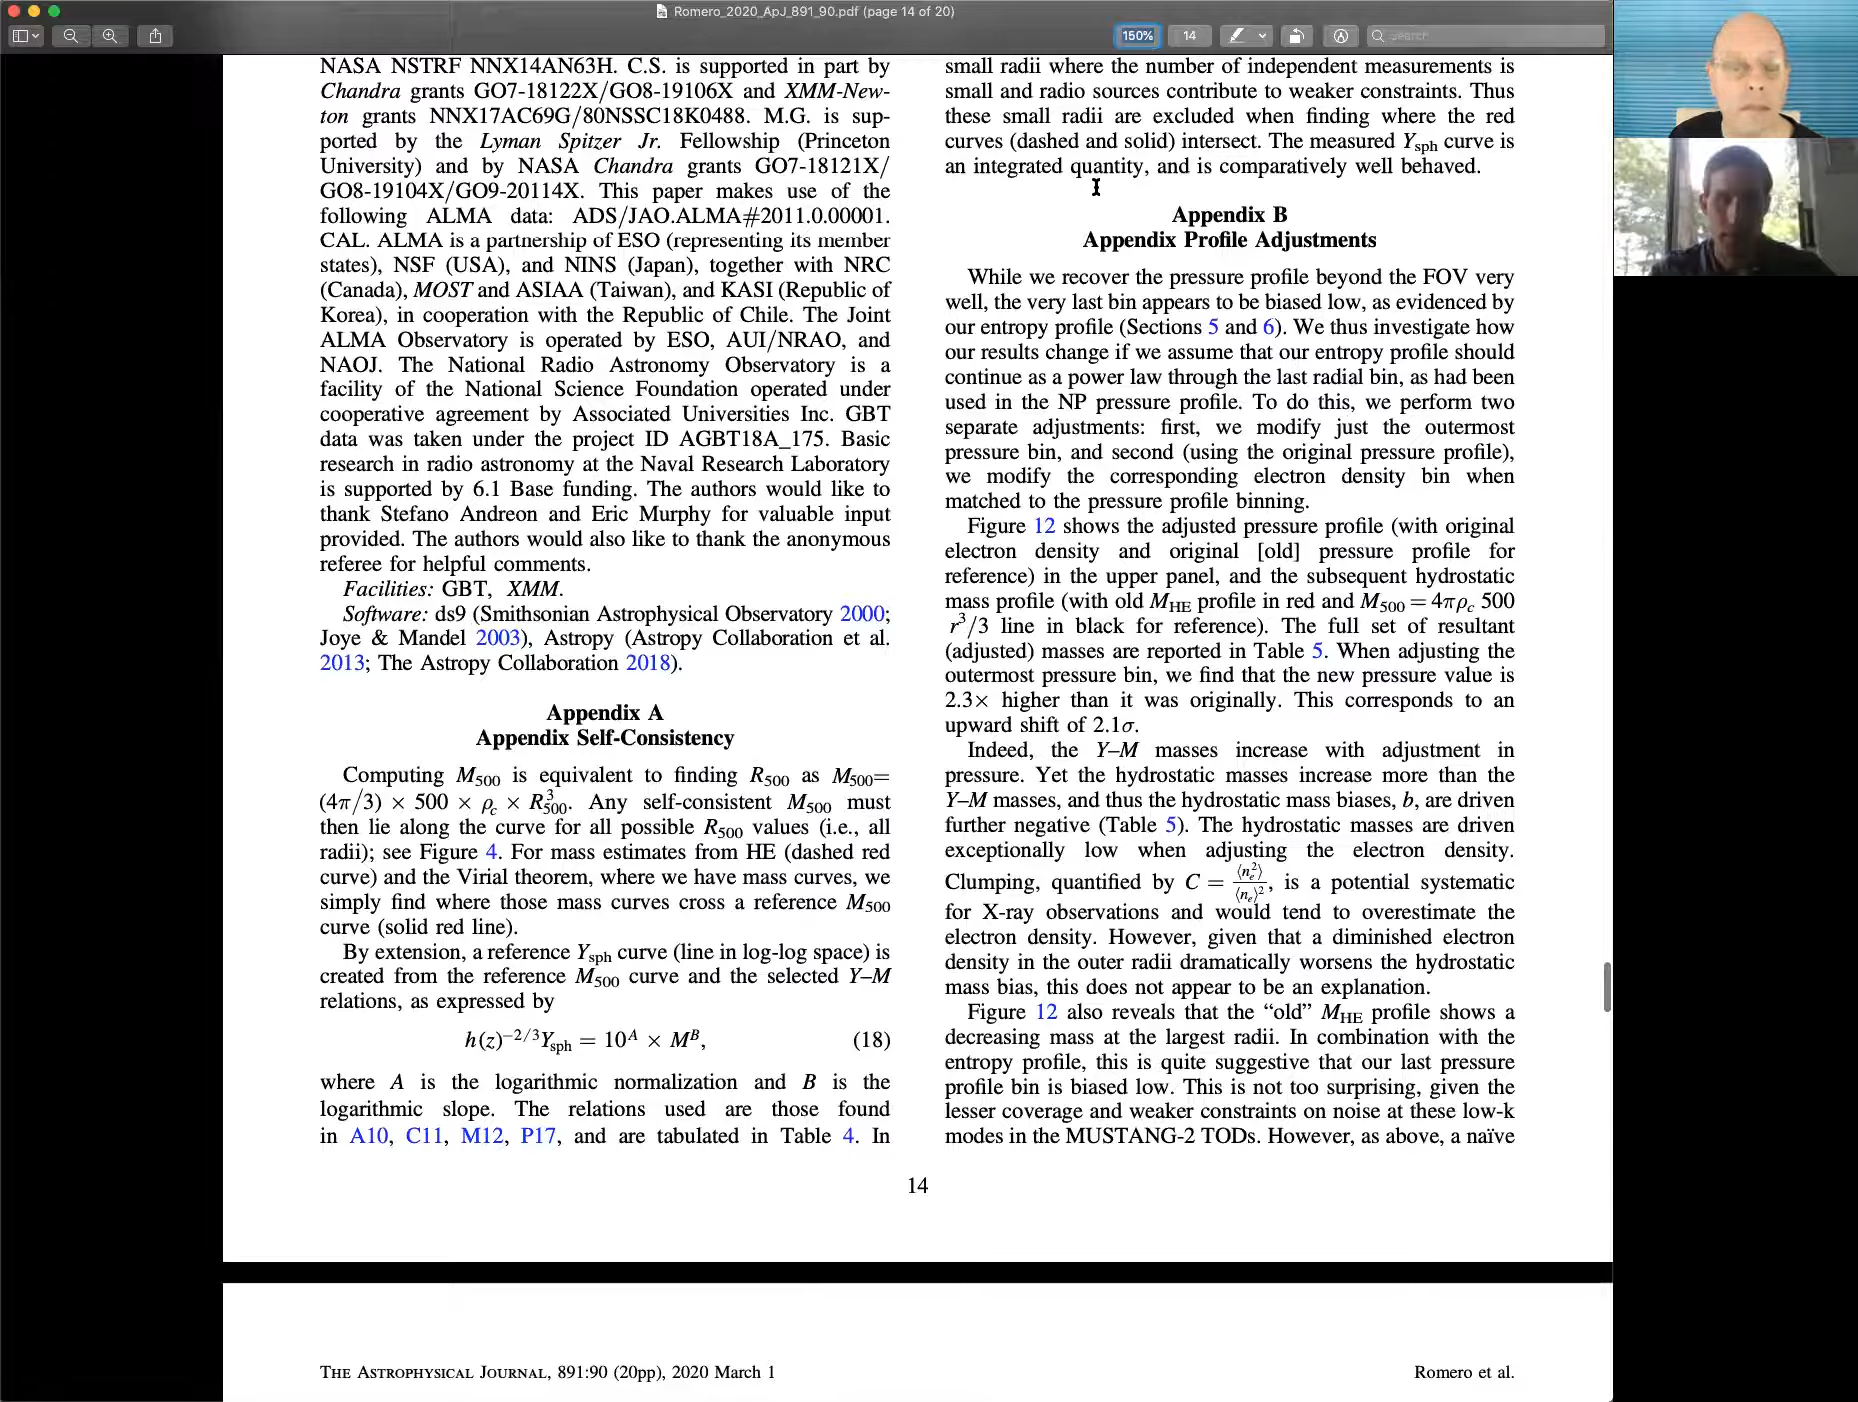 Romero_2020_ApJ_891_90.pdf (page 14 of 20)
150%
14
Search
NASA NSTRF NNX14AN63H. C.S. is supported in part by
Chandra grants GO7-18122X/GO8-19106X and XMM-New-
ton grants NNX17AC69G/80NSSC18K0488. M.G. is sup-
ported by the Lyman Spitzer Jr. Fellowship (Princeton
University) and by NASA Chandra grants GO7-18121X/
GO8-19104X/GO9-20114X. This paper makes use of the
following ALMA data: ADS/JAO.ALMA#2011.0.00001.
CAL. ALMA is a partnership of ESO (representing its member
states), NSF (USA), and NINS (Japan), together with NRC
(Canada), MOST and ASIAA (Taiwan), and KASI (Republic of
Korea), in cooperation with the Republic of Chile. The Joint
ALMA Observatory is operated by ESO, AUI/NRAO, and
NAOJ. The National Radio Astronomy Observatory is a
facility of the National Science Foundation operated under
cooperative agreement by Associated Universities Inc. GBT
data was taken under the project ID AGBT18A_175. Basic
research in radio astronomy at the Naval Research Laboratory
is supported by 6.1 Base funding. The authors would like to
thank Stefano Andreon and Eric Murphy for valuable input
provided. The authors would also like to thank the anonymous
referee for helpful comments.
Facilities: GBT, XMM.
Software: ds9 (Smithsonian Astrophysical Observatory 2000;
Joye & Mandel 2003), Astropy (Astropy Collaboration et al.
2013; The Astropy Collaboration 2018).
Appendix A
Appendix Self-Consistency
Computing M500 is equivalent to finding R500 as M500=
(4π/3) × 500 × ρc × R³500. Any self-consistent M500 must
then lie along the curve for all possible R500 values (i.e., all
radii); see Figure 4. For mass estimates from HE (dashed red
curve) and the Virial theorem, where we have mass curves, we
simply find where those mass curves cross a reference M500
curve (solid red line).
By extension, a reference Ysph curve (line in log-log space) is
created from the reference M500 curve and the selected Y–M
relations, as expressed by
h(z)−2/3Ysph = 10A × MB, (18)
where A is the logarithmic normalization and B is the
logarithmic slope. The relations used are those found
in A10, C11, M12, P17, and are tabulated in Table 4. In
small radii where the number of independent measurements is
small and radio sources contribute to weaker constraints. Thus
these small radii are excluded when finding where the red
curves (dashed and solid) intersect. The measured Ysph curve is
an integrated quantity, and is comparatively well behaved.
Appendix B
Appendix Profile Adjustments
While we recover the pressure profile beyond the FOV very
well, the very last bin appears to be biased low, as evidenced by
our entropy profile (Sections 5 and 6). We thus investigate how
our results change if we assume that our entropy profile should
continue as a power law through the last radial bin, as had been
used in the NP pressure profile. To do this, we perform two
separate adjustments: first, we modify just the outermost
pressure bin, and second (using the original pressure profile),
we modify the corresponding electron density bin when
matched to the pressure profile binning.
Figure 12 shows the adjusted pressure profile (with original
electron density and original [old] pressure profile for
reference) in the upper panel, and the subsequent hydrostatic
mass profile (with old MHE profile in red and M500 = 4πρc 500
r³/3 line in black for reference). The full set of resultant
(adjusted) masses are reported in Table 5. When adjusting the
outermost pressure bin, we find that the new pressure value is
2.3× higher than it was originally. This corresponds to an
upward shift of 2.1σ.
Indeed, the Y–M masses increase with adjustment in
pressure. Yet the hydrostatic masses increase more than the
Y–M masses, and thus the hydrostatic mass biases, b, are driven
further negative (Table 5). The hydrostatic masses are driven
exceptionally low when adjusting the electron density.
Clumping, quantified by C = ⟨ne²⟩/⟨ne⟩², is a potential systematic
for X-ray observations and would tend to overestimate the
electron density. However, given that a diminished electron
density in the outer radii dramatically worsens the hydrostatic
mass bias, this does not appear to be an explanation.
Figure 12 also reveals that the “old” MHE profile shows a
decreasing mass at the largest radii. In combination with the
entropy profile, this is quite suggestive that our last pressure
profile bin is biased low. This is not too surprising, given the
lesser coverage and weaker constraints on noise at these low-k
modes in the MUSTANG-2 TODs. However, as above, a naïve
14
THE ASTROPHYSICAL JOURNAL, 891:90 (20pp), 2020 March 1
Romero et al.